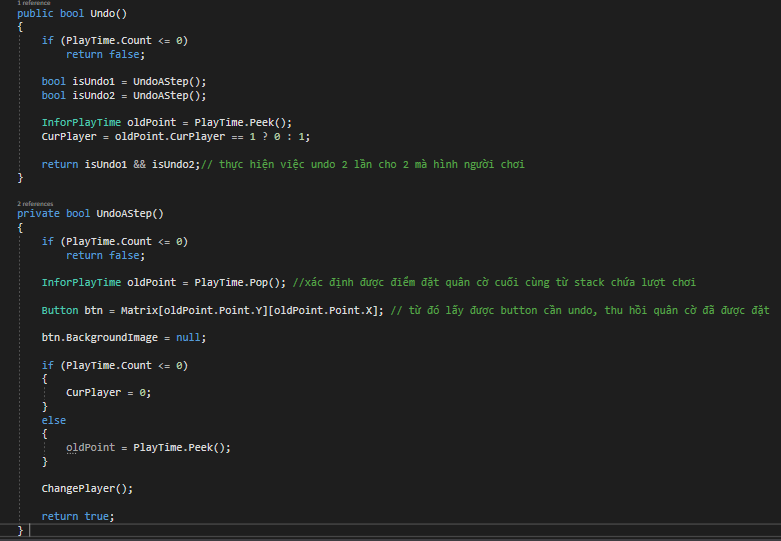 1 reference
public bool Undo()
{
if (PlayTime.Count <= 0)
return false;
bool isUndo1 = UndoAStep();
bool isUndo2 = UndoAStep();
InforPlayTime oldPoint = PlayTime.Peek();
CurPlayer = oldPoint.CurPlayer == 1 ? 0 : 1;
return isUndo1 && isUndo2;// thực hiện việc undo 2 lần cho 2 mà hình người chơi
}
2 references
private bool UndoAStep()
{
if (PlayTime.Count <= 0)
return false;
InforPlayTime oldPoint = PlayTime.Pop(); //xác định được điểm đặt quân cờ cuối cùng từ stack chứa lượt chơi
Button btn = Matrix[oldPoint.Point.Y][oldPoint.Point.X]; // từ đó lấy được button cần undo, thu hồi quân cờ đã được đặt
btn.BackgroundImage = null;
if (PlayTime.Count <= 0)
{
CurPlayer = 0;
}
else
{
oldPoint = PlayTime.Peek();
}
ChangePlayer();
return true;
}